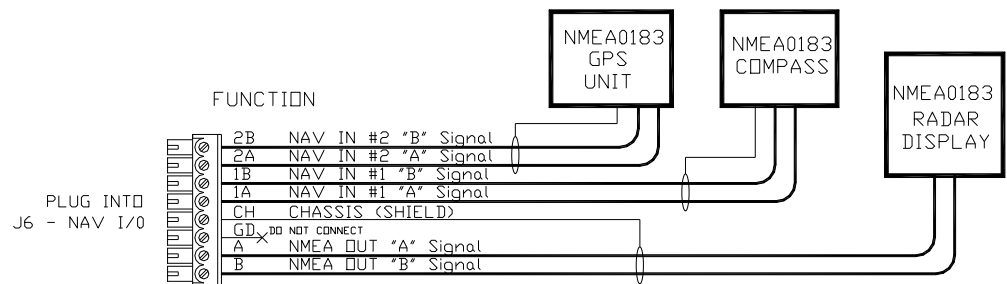 NMEA0183
GPS
UNIT
NMEA0183
COMPASS
NMEA0183
RADAR
DISPLAY
FUNCTION
2B NAV IN #2 "B" Signal
2A NAV IN #2 "A" Signal
1B NAV IN #1 "B" Signal
1A NAV IN #1 "A" Signal
CH CHASSIS (SHIELD)
GD DO NOT CONNECT
A NMEA OUT "A" Signal
B NMEA OUT "B" Signal
PLUG INTO
J6 - NAV I/O